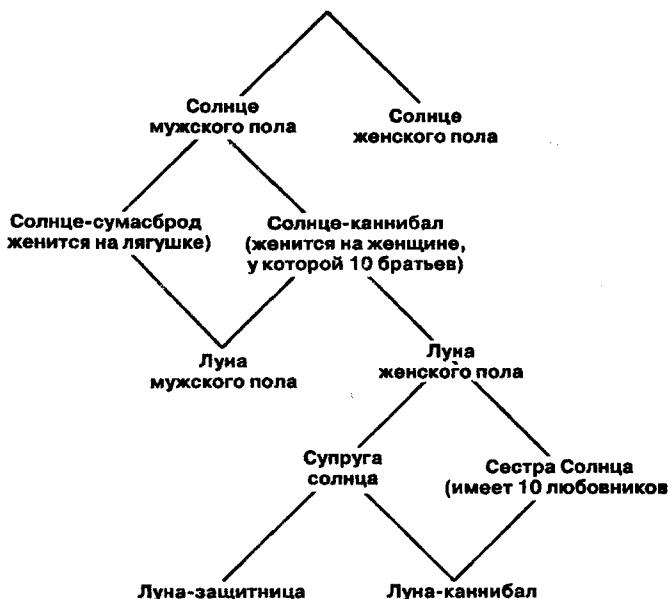 Солнце
мужского пола
Солнце
женского пола
Солнце-сумасброд
женится на лягушке)
Солнце-каннибал
(женится на женщине,
у которой 10 братьев)
Луна
мужского пола
Луна
женского пола
Супруга
солнца
Сестра Солнца
(имеет 10 любовников
Луна-защитница
Луна-каннибал